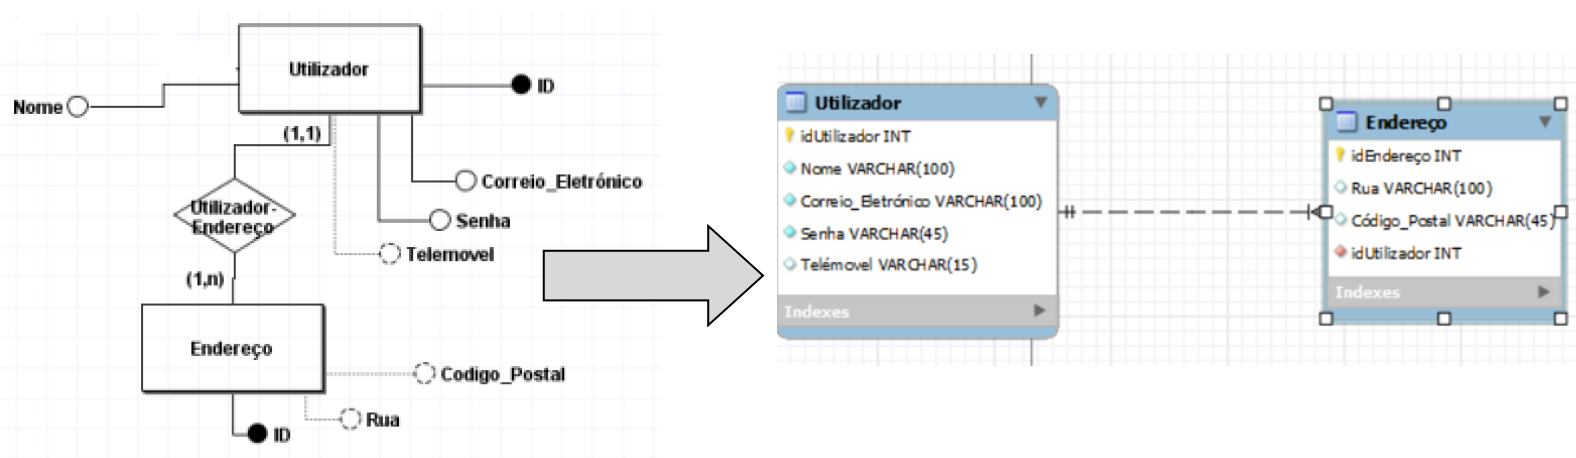 Utilizador
ID
Nome
(1,1)
Correio_Eletrónico
Utilizador-
Endereço
Senha
Telemovel
(1,n)
Endereço
Codigo_Postal
Rua
ID
Utilizador
idUtilizador INT
Nome VARCHAR(100)
Correio_Eletrónico VARCHAR(100)
Senha VARCHAR(45)
Telémovel VARCHAR(15)
Indexes
Endereço
idEndereço INT
Rua VARCHAR(100)
Código_Postal VARCHAR(45)
idUtilizador INT
Indexes